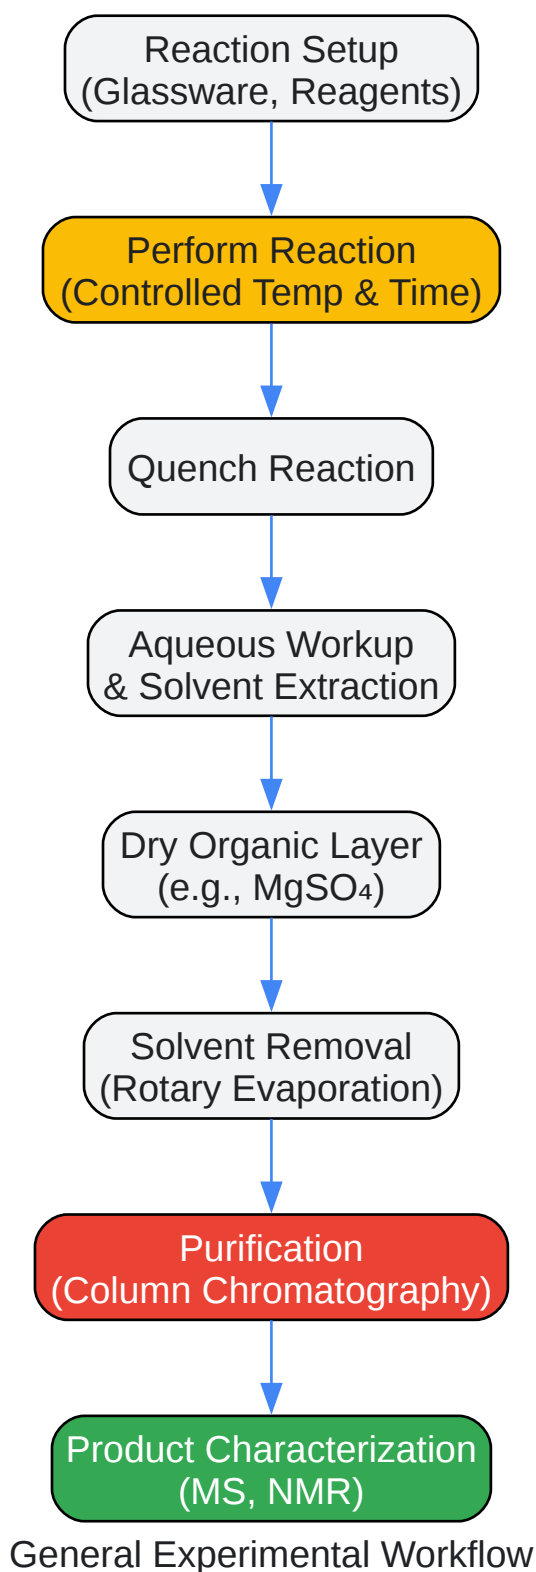 Reaction Setup
(Glassware, Reagents)
Perform Reaction
(Controlled Temp & Time)
Quench Reaction
Aqueous Workup
& Solvent Extraction
Dry Organic Layer
(e.g., MgSO₄)
Solvent Removal
(Rotary Evaporation)
Purification
(Column Chromatography)
Product Characterization
(MS, NMR)
General Experimental Workflow